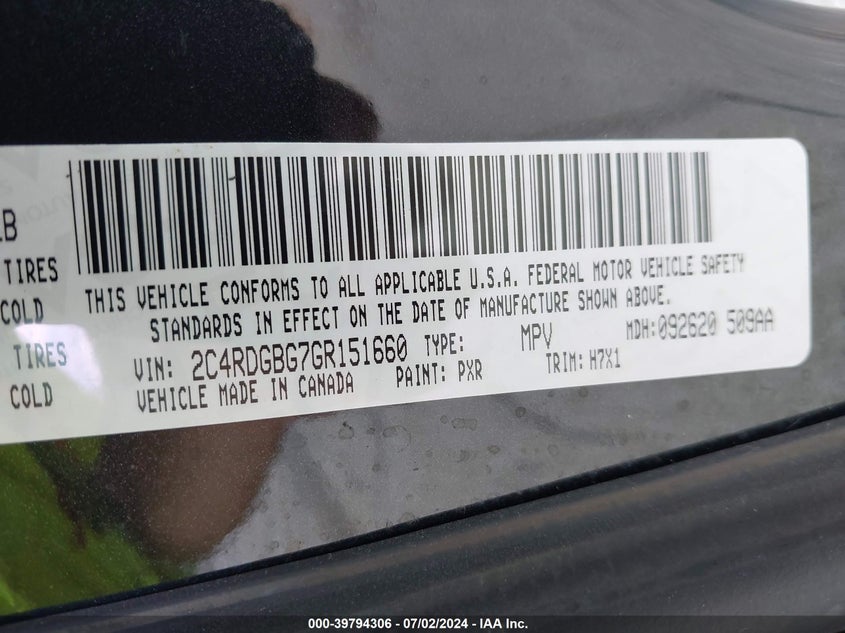 LB
TIRES
COLD
TIRES
COLD
THIS VEHICLE CONFORMS TO ALL APPLICABLE U.S.A. FEDERAL MOTOR VEHICLE SAFETY
STANDARDS IN EFFECT ON THE DATE OF MANUFACTURE SHOWN ABOVE.
VIN: 2C4RDGBG7GR151660 TYPE: MPV MDH: 092620 509AA
VEHICLE MADE IN CANADA PAINT: PXR TRIM: H7X1
000-39794306 | 07/02/2024 - IAA Inc.